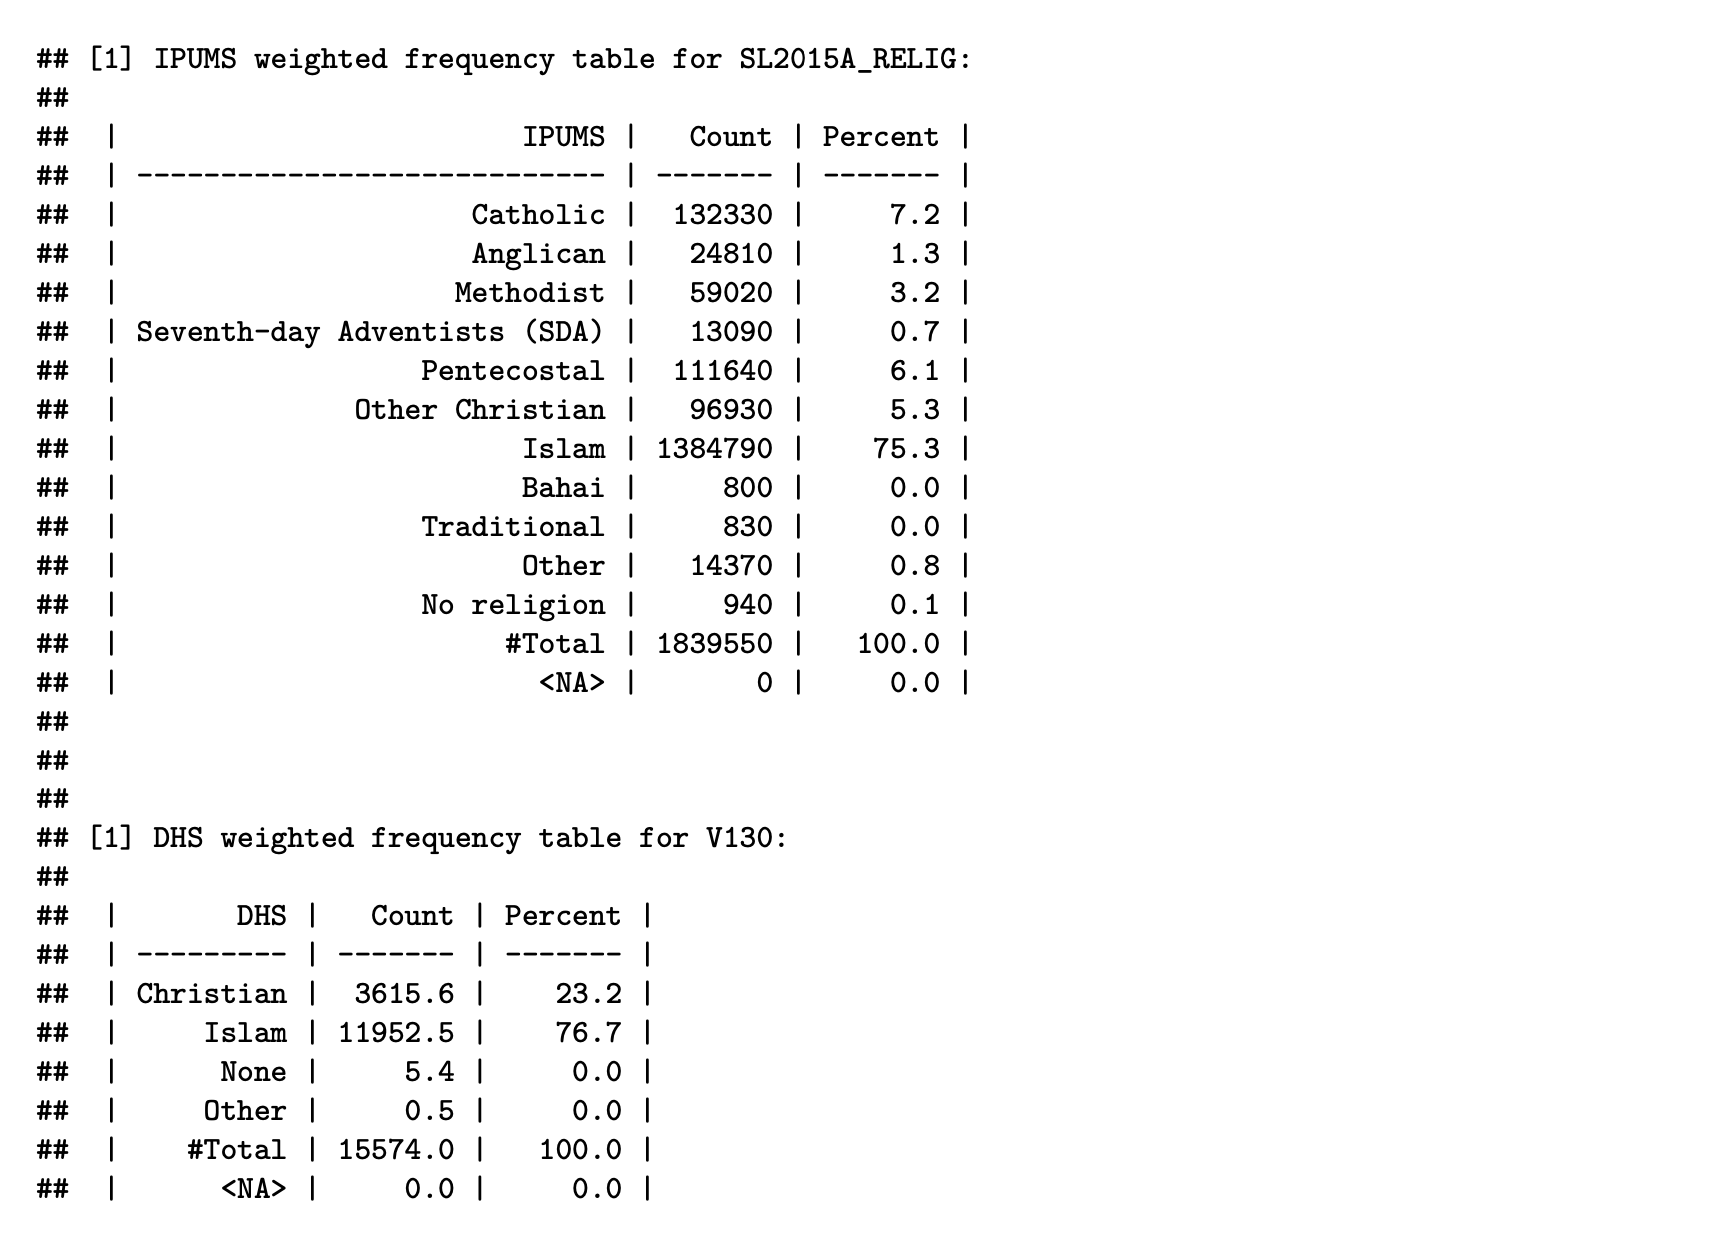 ## [1] IPUMS weighted frequency table for SL2015A_RELIG:
##
##  |                       IPUMS |   Count | Percent |
##  | ---------------------------- | ------- | ------- |
##  |                    Catholic |  132330 |     7.2 |
##  |                    Anglican |   24810 |     1.3 |
##  |                   Methodist |   59020 |     3.2 |
##  | Seventh-day Adventists (SDA) |   13090 |     0.7 |
##  |                 Pentecostal |  111640 |     6.1 |
##  |             Other Christian |   96930 |     5.3 |
##  |                       Islam | 1384790 |    75.3 |
##  |                       Bahai |     800 |     0.0 |
##  |                 Traditional |     830 |     0.0 |
##  |                       Other |   14370 |     0.8 |
##  |                 No religion |     940 |     0.1 |
##  |                      #Total | 1839550 |   100.0 |
##  |                        <NA> |       0 |     0.0 |
##
##
##
## [1] DHS weighted frequency table for V130:
##
##  |       DHS |   Count | Percent |
##  | --------- | ------- | ------- |
##  | Christian |  3615.6 |    23.2 |
##  |     Islam | 11952.5 |    76.7 |
##  |      None |     5.4 |     0.0 |
##  |     Other |     0.5 |     0.0 |
##  |    #Total | 15574.0 |   100.0 |
##  |      <NA> |     0.0 |     0.0 |